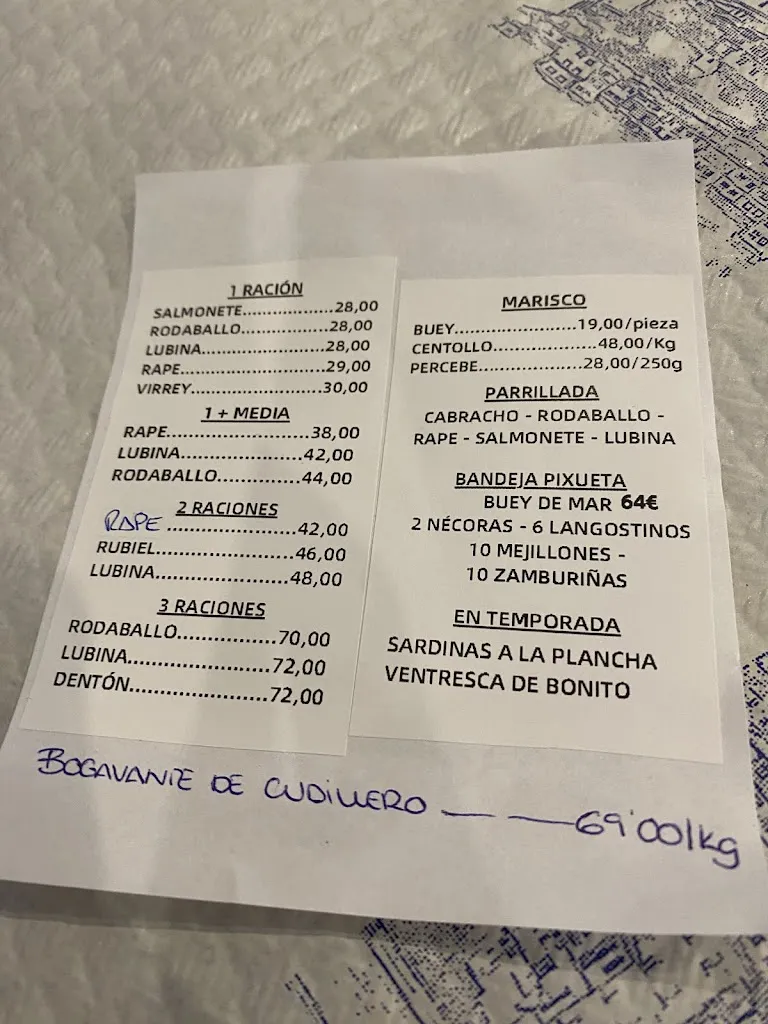 1 RACIÓN
SALMONETE..................28,00
RODABALLO.....................28,00
LUBINA.........................28,00
RAPE.............................29,00
VIRREY..........................30,00
1 + MEDIA
RAPE.........................38,00
LUBINA......................42,00
RODABALLO...............44,00
2 RACIONES
RAPE .......................42,00
RUBIEL.......................46,00
LUBINA.......................48,00
3 RACIONES
RODABALLO................70,00
LUBINA......................72,00
DENTÓN......................72,00
MARISCO
BUEY......................19,00/pieza
CENTOLLO...................48,00/Kg
PERCEBE..................28,00/250g
PARRILLADA
CABRACHO - RODABALLO -
RAPE - SALMONETE - LUBINA
BANDEJA PIXUETA
BUEY DE MAR 64€
2 NÉCORAS - 6 LANGOSTINOS
10 MEJILLONES -
10 ZAMBURIÑAS
EN TEMPORADA
SARDINAS A LA PLANCHA
VENTRESCA DE BONITO
BOGAVANTE DE CUDILLERO — — 69'00/kg